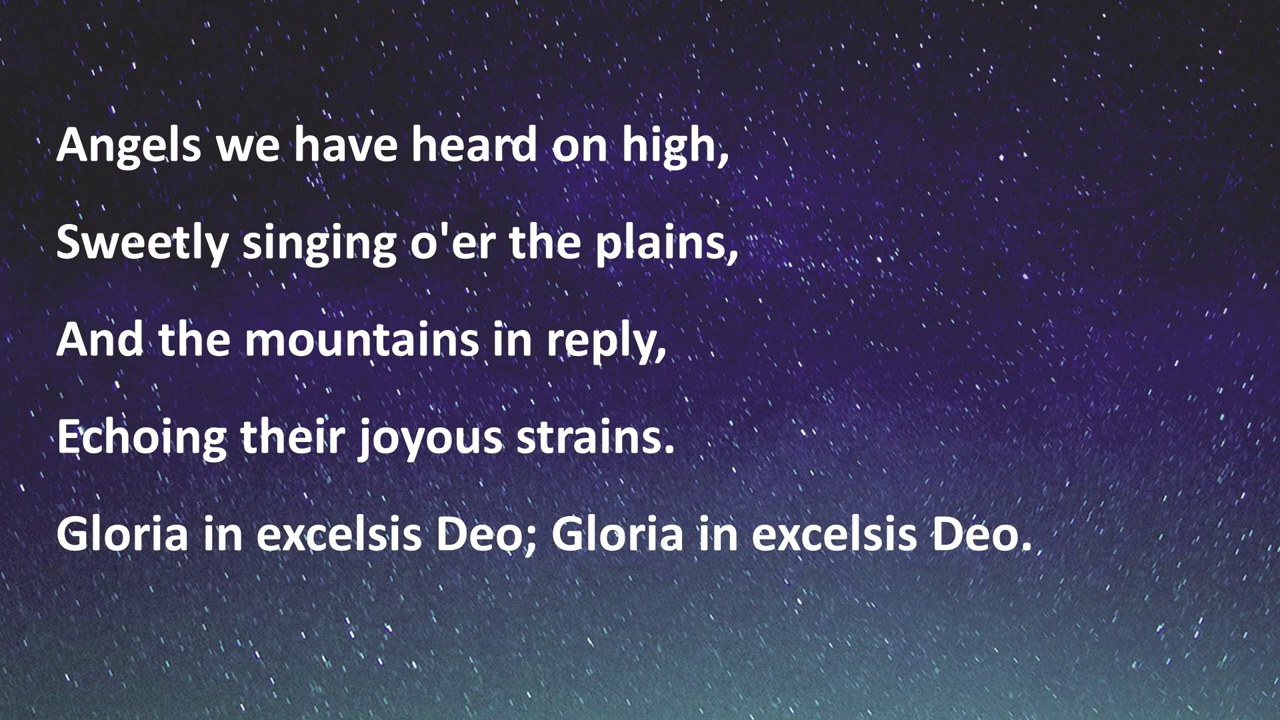 Angels we have heard on high,
Sweetly singing o'er the plains,
And the mountains in reply,
Echoing their joyous strains.
Gloria in excelsis Deo; Gloria in excelsis Deo.